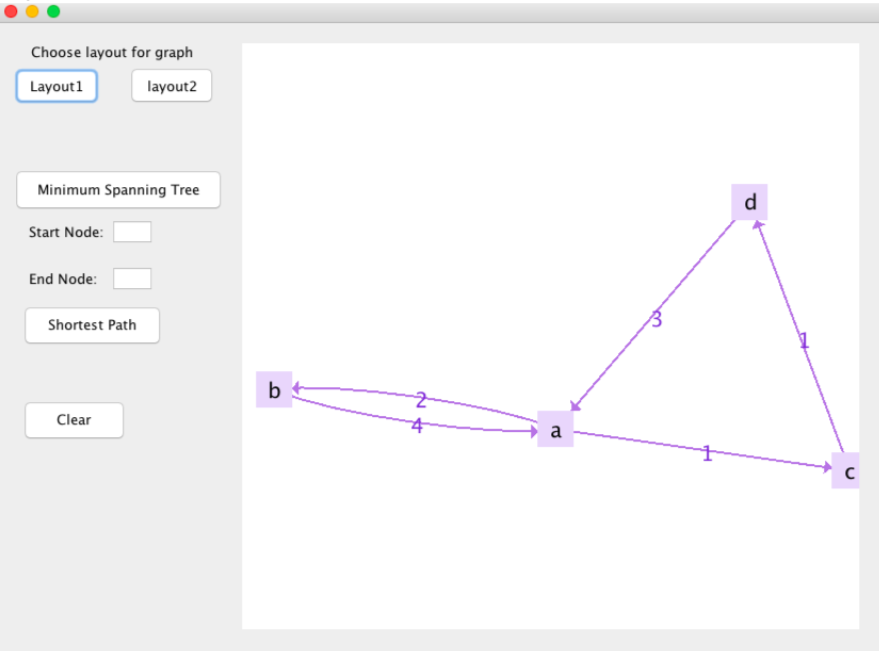 Choose layout for graph
Layout1
layout2
Minimum Spanning Tree
Start Node:
End Node:
Shortest Path
Clear
d
3
1
b
2
4
a
1
c